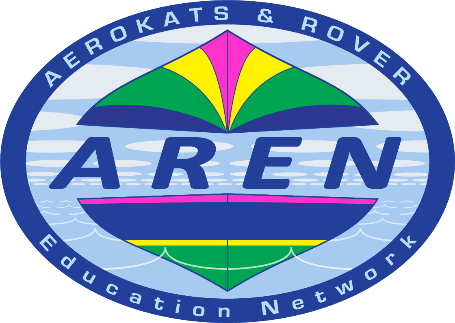 AEROKATS & ROVER
AREN
Education Network